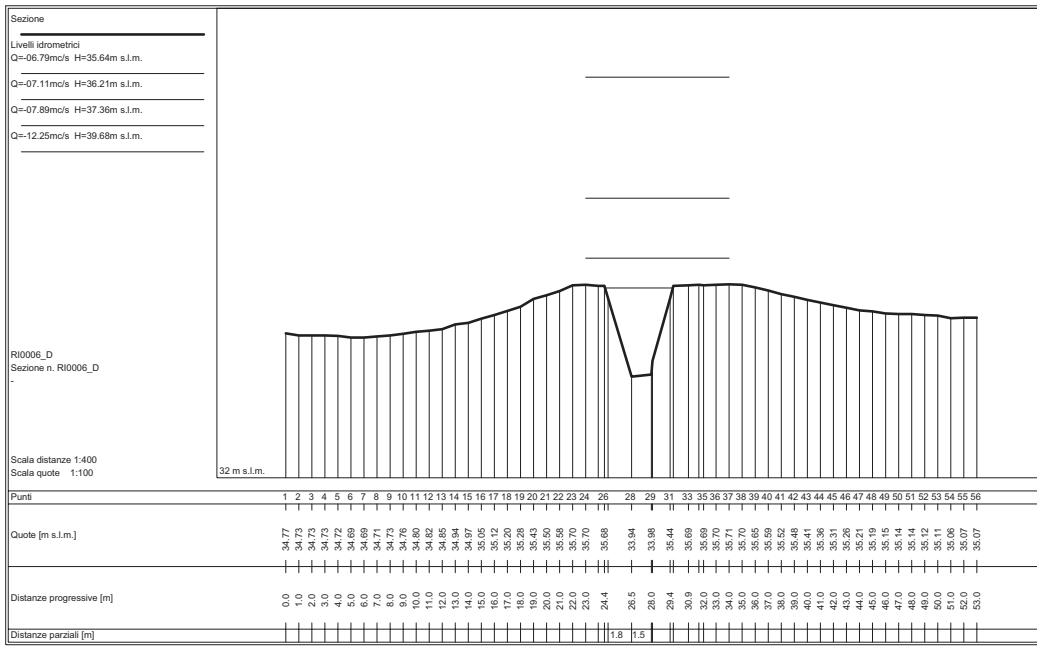 Sezione
Livelli idrometrici
Q=-06.79mc/s H=35.64m s.l.m.
Q=-07.11mc/s H=36.21m s.l.m.
Q=-07.89mc/s H=37.36m s.l.m.
Q=-12.25mc/s H=39.68m s.l.m.
RI0006_D
Sezione n. RI0006_D
-
Scala distanze 1:400
Scala quote 1:100
32 m s.l.m.
Punti 1 2 3 4 5 6 7 8 9 10 11 12 13 14 15 16 17 18 19 20 21 22 23 24 26 28 29 31 33 35 36 37 38 39 40 41 42 43 44 45 46 47 48 49 50 51 52 53 54 55 56
Quote [m s.l.m.] 34.77 34.73 34.73 34.73 34.72 34.69 34.69 34.71 34.73 34.76 34.80 34.82 34.85 34.94 34.97 35.05 35.12 35.20 35.28 35.43 35.50 35.58 35.70 35.70 35.68 33.94 33.98 35.44 35.69 35.69 35.70 35.71 35.70 35.65 35.59 35.52 35.48 35.41 35.36 35.31 35.26 35.21 35.19 35.15 35.14 35.14 35.12 35.11 35.06 35.07 35.07
Distanze progressive [m] 0.0 1.0 2.0 3.0 4.0 5.0 6.0 7.0 8.0 9.0 10.0 11.0 12.0 13.0 14.0 15.0 16.0 17.0 18.0 19.0 20.0 21.0 22.0 23.0 24.4 26.5 28.0 29.4 30.9 32.0 33.0 34.0 35.0 36.0 37.0 38.0 39.0 40.0 41.0 42.0 43.0 44.0 45.0 46.0 47.0 48.0 49.0 50.0 51.0 52.0 53.0
Distanze parziali [m] 1.8 1.5